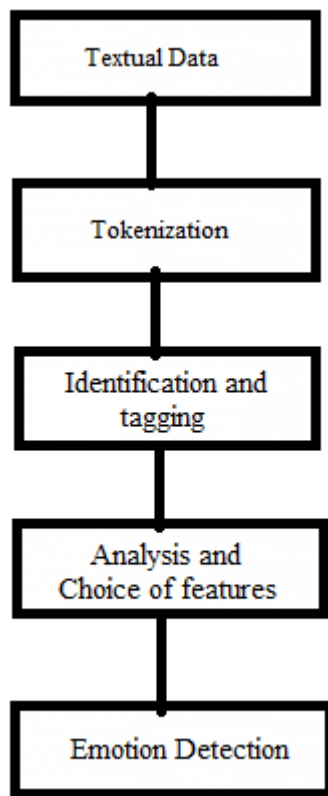 Textual Data
Tokenization
Identification and
tagging
Analysis and
Choice of features
Emotion Detection